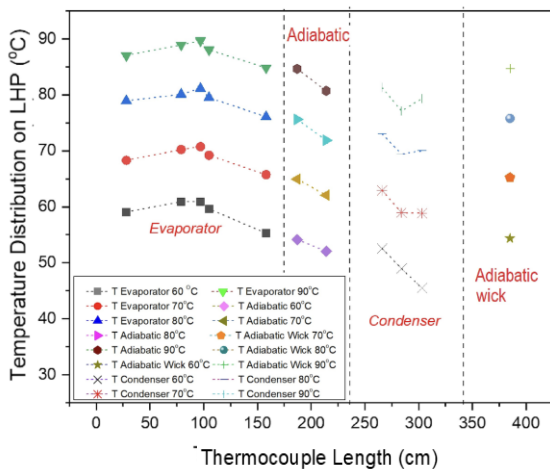 Temperature Distribution on LHP (⁰C)
90
80
70
60
50
40
30
Adiabatic
Evaporator
Condenser
Adiabatic
wick
T Evaporator 60 °C
T Evaporator 70°C
T Evaporator 80°C
T Adiabatic 80°C
T Adiabatic 90°C
T Adiabatic Wick 60°C
T Condenser 60°C
T Condenser 70°C
T Evaporator 90°C
T Adiabatic 60°C
T Adiabatic 70°C
T Adiabatic Wick 70°C
T Adiabatic Wick 80°C
T Adiabatic Wick 90°C
T Condenser 80°C
T Condenser 90°C
0 50 100 150 200 250 300 350 400
Thermocouple Length (cm)